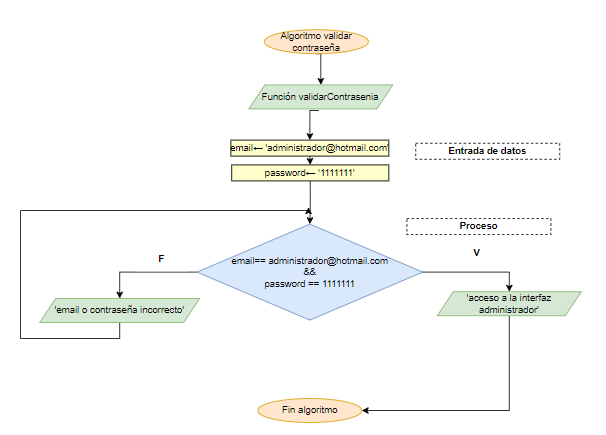 Algoritmo validar
contraseña
Función validarContrasenia
email← 'administrador@hotmail.com'
Entrada de datos
password← '1111111'
Proceso
email== administrador@hotmail.com
&&
password == 1111111
F
V
'email o contraseña incorrecto'
'acceso a la interfaz
administrador'
Fin algoritmo